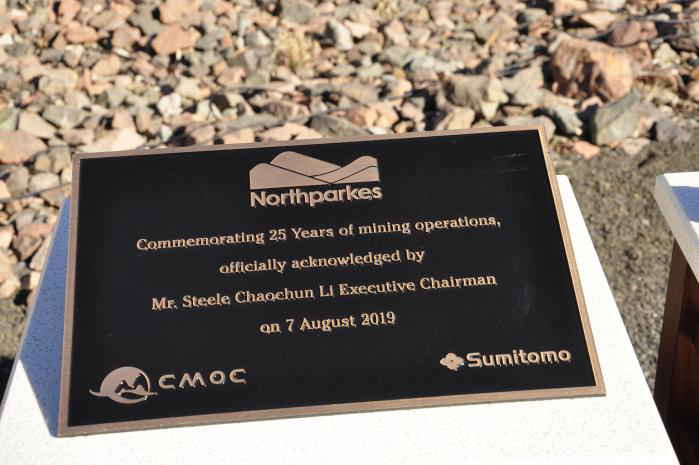 Northparkes
Commemorating 25 Years of mining operations,
officially acknowledged by
Mr. Steele Chaochun Li Executive Chairman
on 7 August 2019
CMOC
Sumitomo